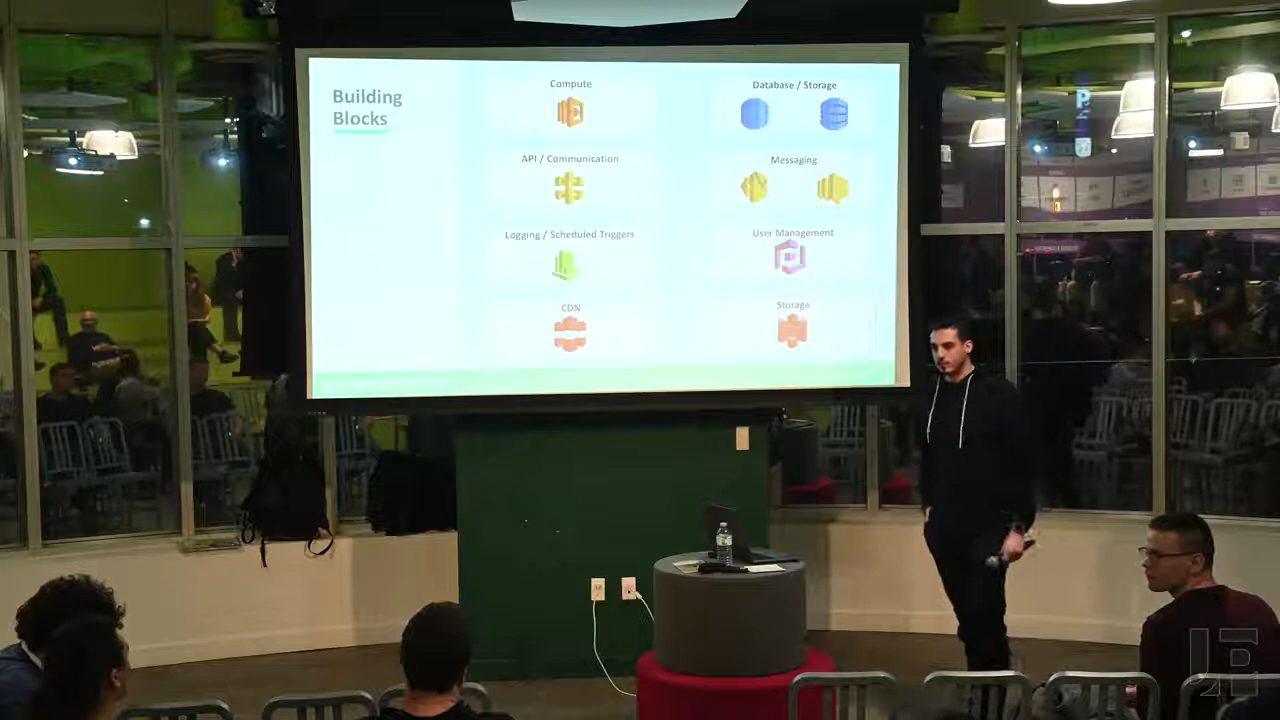 Building
Blocks
Compute
Database / Storage
API / Communication
Messaging
Logging / Scheduled Triggers
User Management
CDN
Storage